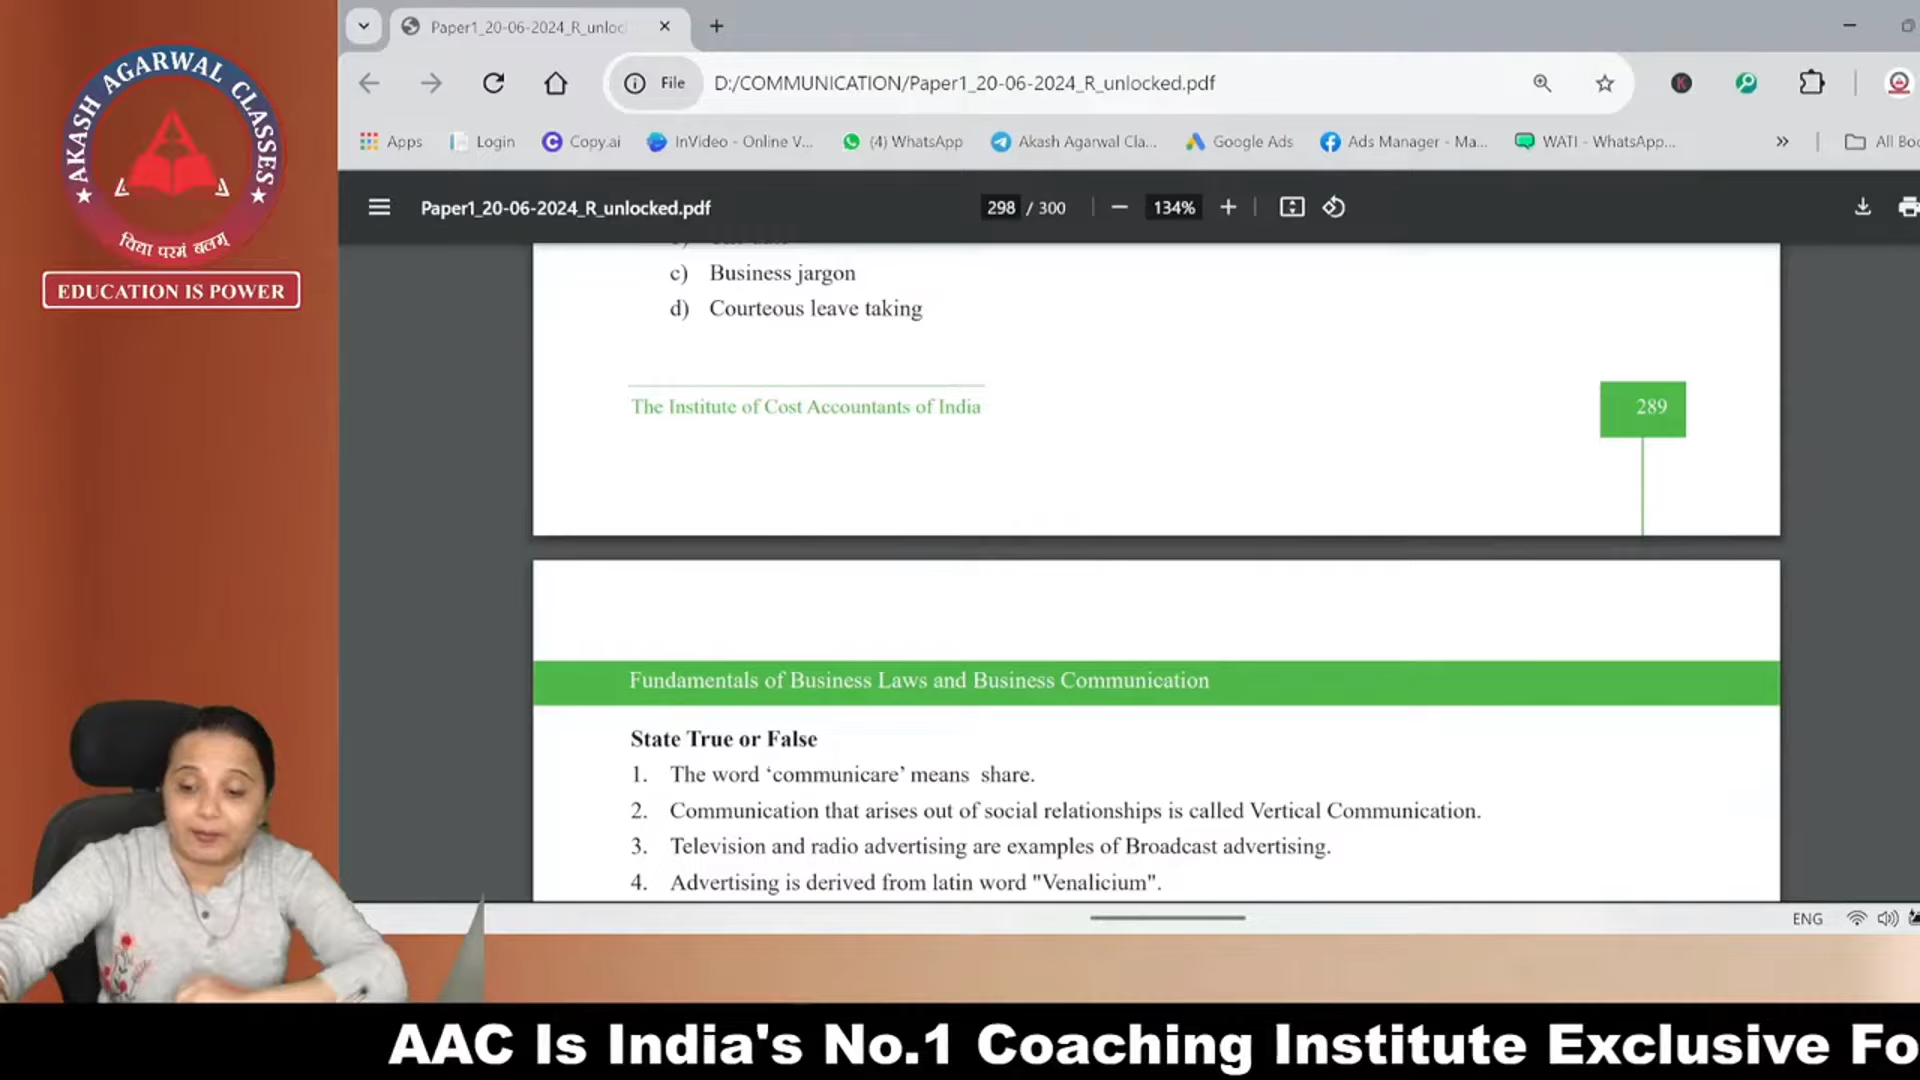 AKASH AGARWAL CLASSES
विद्या परमं बलम्
EDUCATION IS POWER
Paper1_20-06-2024_R_unloc
File
D:/COMMUNICATION/Paper1_20-06-2024_R_unlocked.pdf
Apps
Login
Copy.ai
InVideo - Online V...
(4) WhatsApp
Akash Agarwal Cla...
Google Ads
Ads Manager - Ma...
WATI - WhatsApp...
All Boo
Paper1_20-06-2024_R_unlocked.pdf
298 / 300
134%
c) Business jargon
d) Courteous leave taking
The Institute of Cost Accountants of India
289
Fundamentals of Business Laws and Business Communication
State True or False
1. The word ‘communicare’ means share.
2. Communication that arises out of social relationships is called Vertical Communication.
3. Television and radio advertising are examples of Broadcast advertising.
4. Advertising is derived from latin word "Venalicium".
ENG
AAC Is India's No.1 Coaching Institute Exclusive Fo